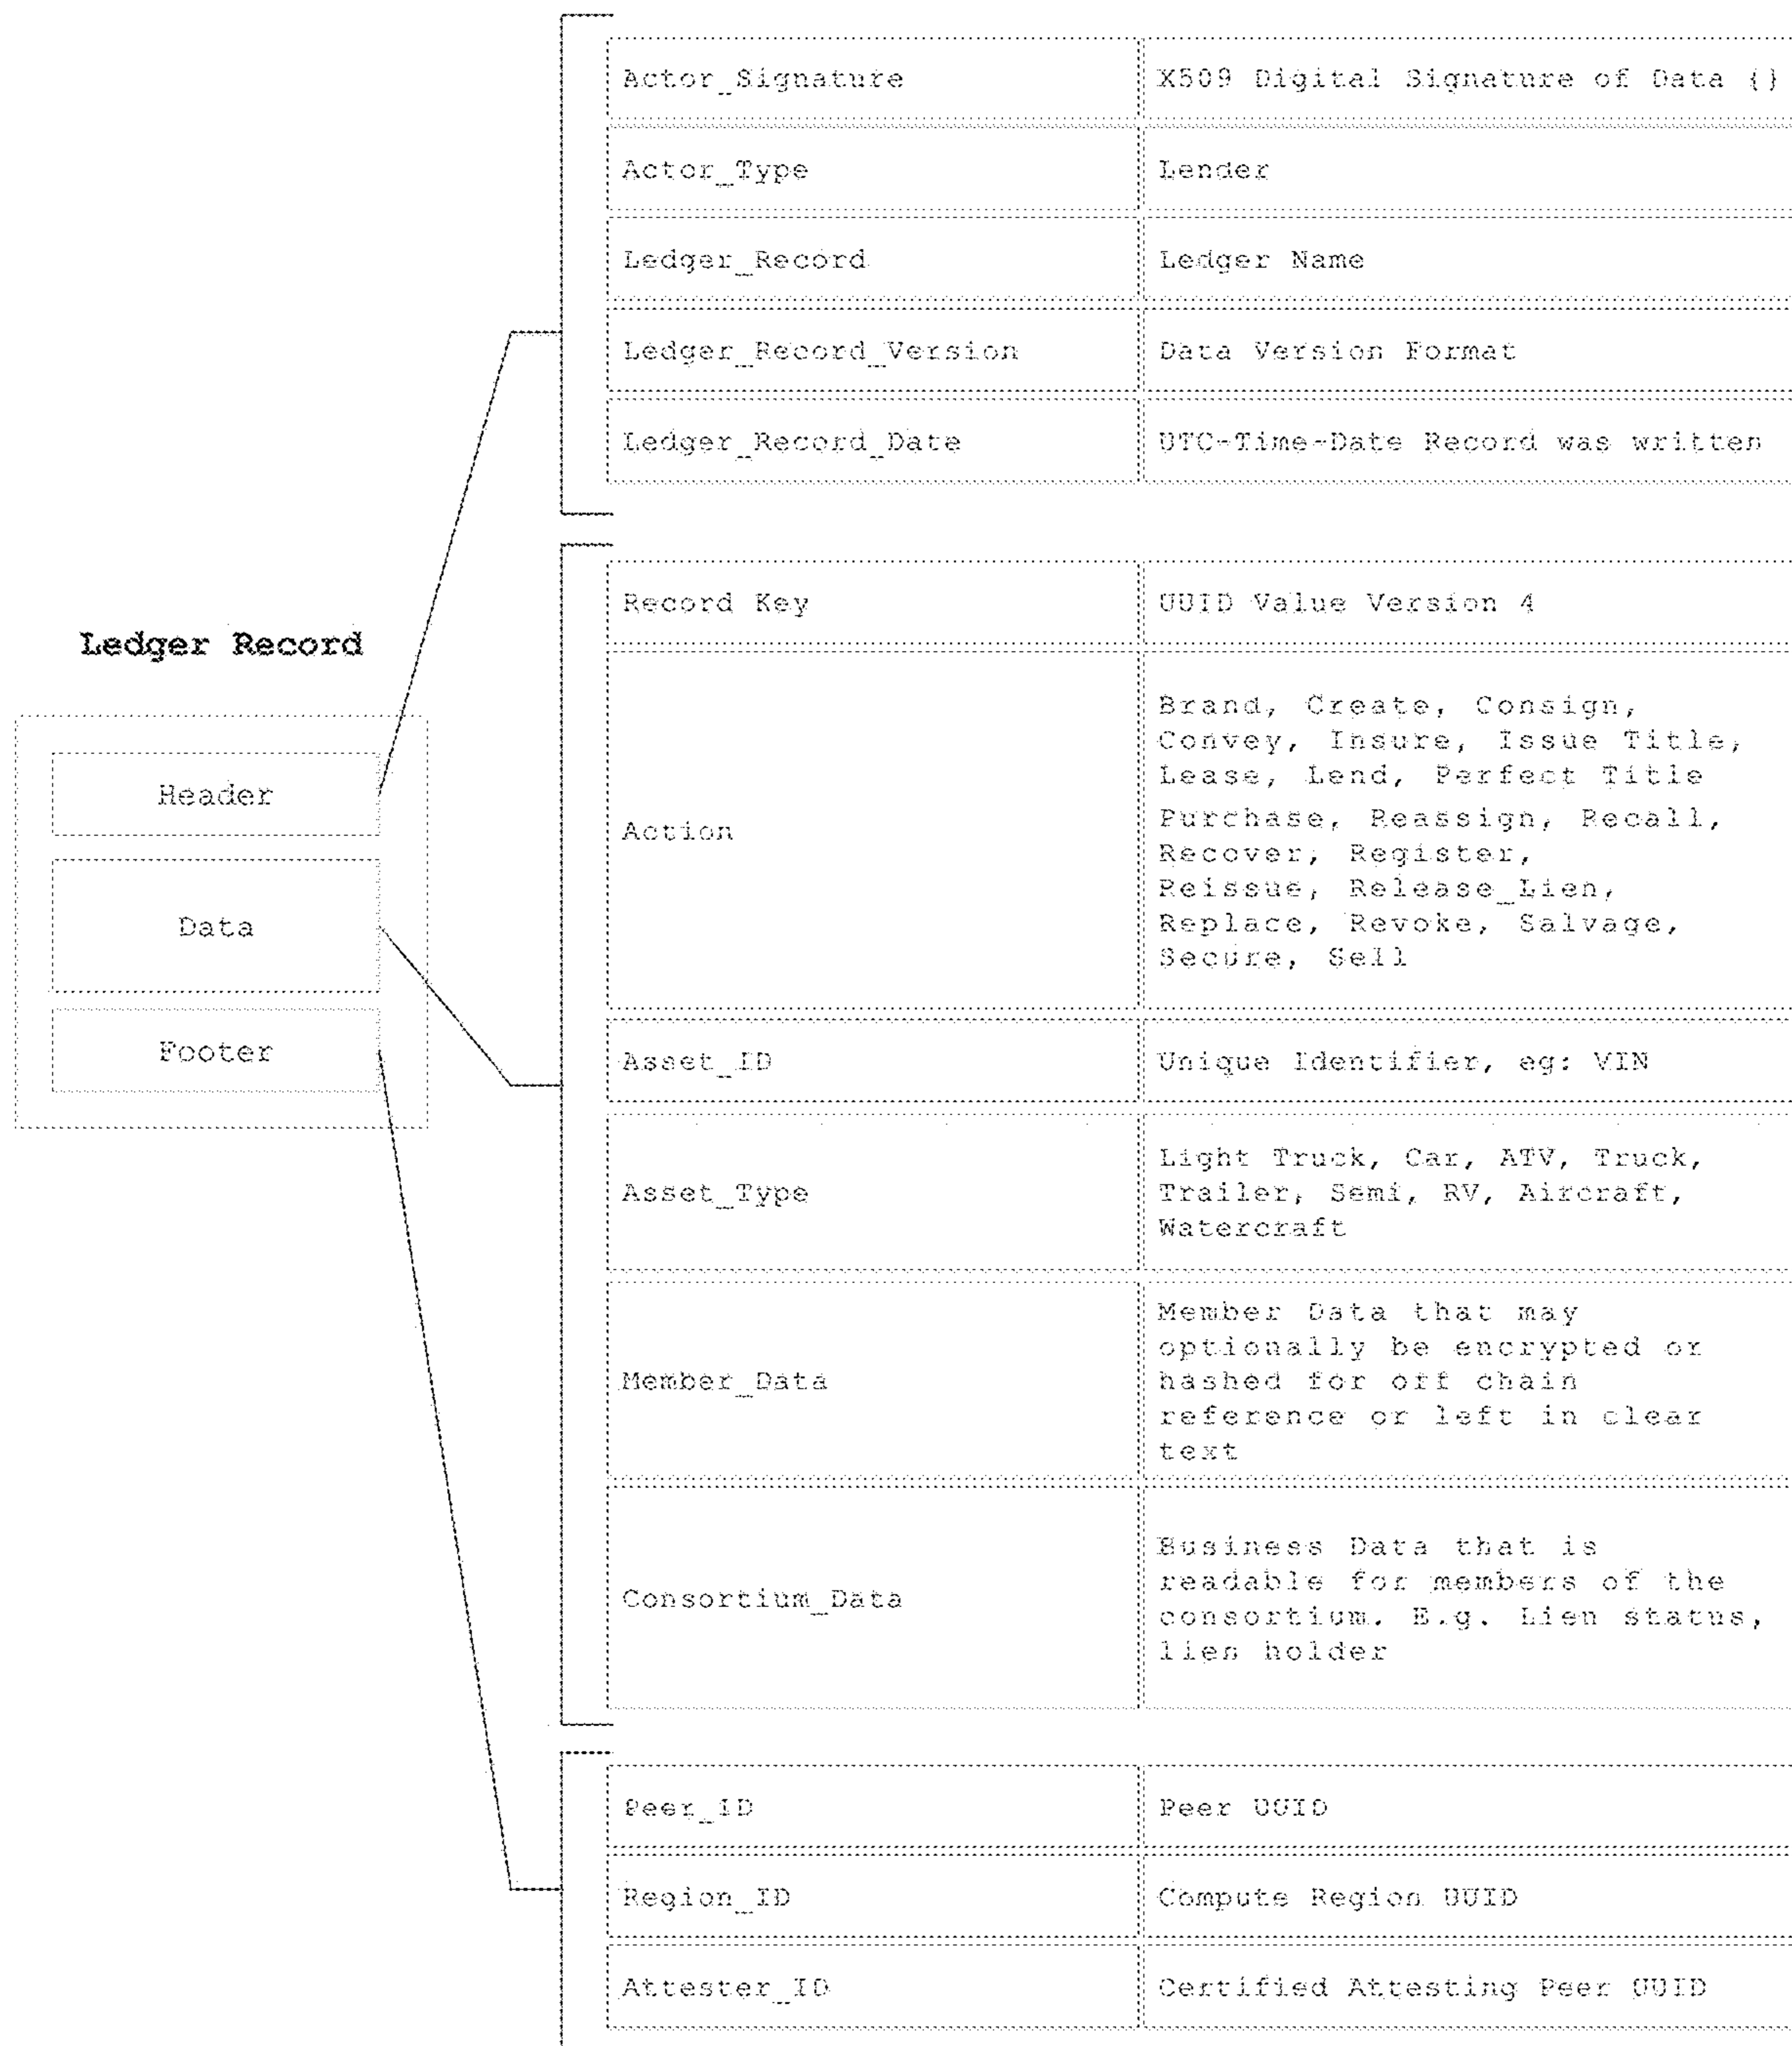 Actor_Signature X509 Digital Signature of Data {}
Actor_Type Lender
Ledger_Record Ledger Name
Ledger_Record_Version Data Version Format
Ledger_Record_Date UTC-Time-Date Record was written
Ledger Record
Header
Data
Footer
Record Key UUID Value Version 4
Action
Brand, Create, Consign,
Convey, Insure, Issue Title,
Lease, Lend, Perfect Title
Purchase, Reassign, Recall,
Recover, Register,
Reissue, Release_Lien,
Replace, Revoke, Salvage,
Secure, Sell
Asset_ID Unique Identifier, eg: VIN
Asset_Type
Light Truck, Car, ATV, Truck,
Trailer, Semi, RV, Aircraft,
Watercraft
Member_Data
Member Data that may
optionally be encrypted or
hashed for off chain
reference or left in clear
text
Consortium_Data
Business Data that is
readable for members of the
consortium. E.g. Lien status,
lien holder
Peer_ID Peer UUID
Region_ID Compute Region UUID
Attester_ID Certified Attesting Peer UUID